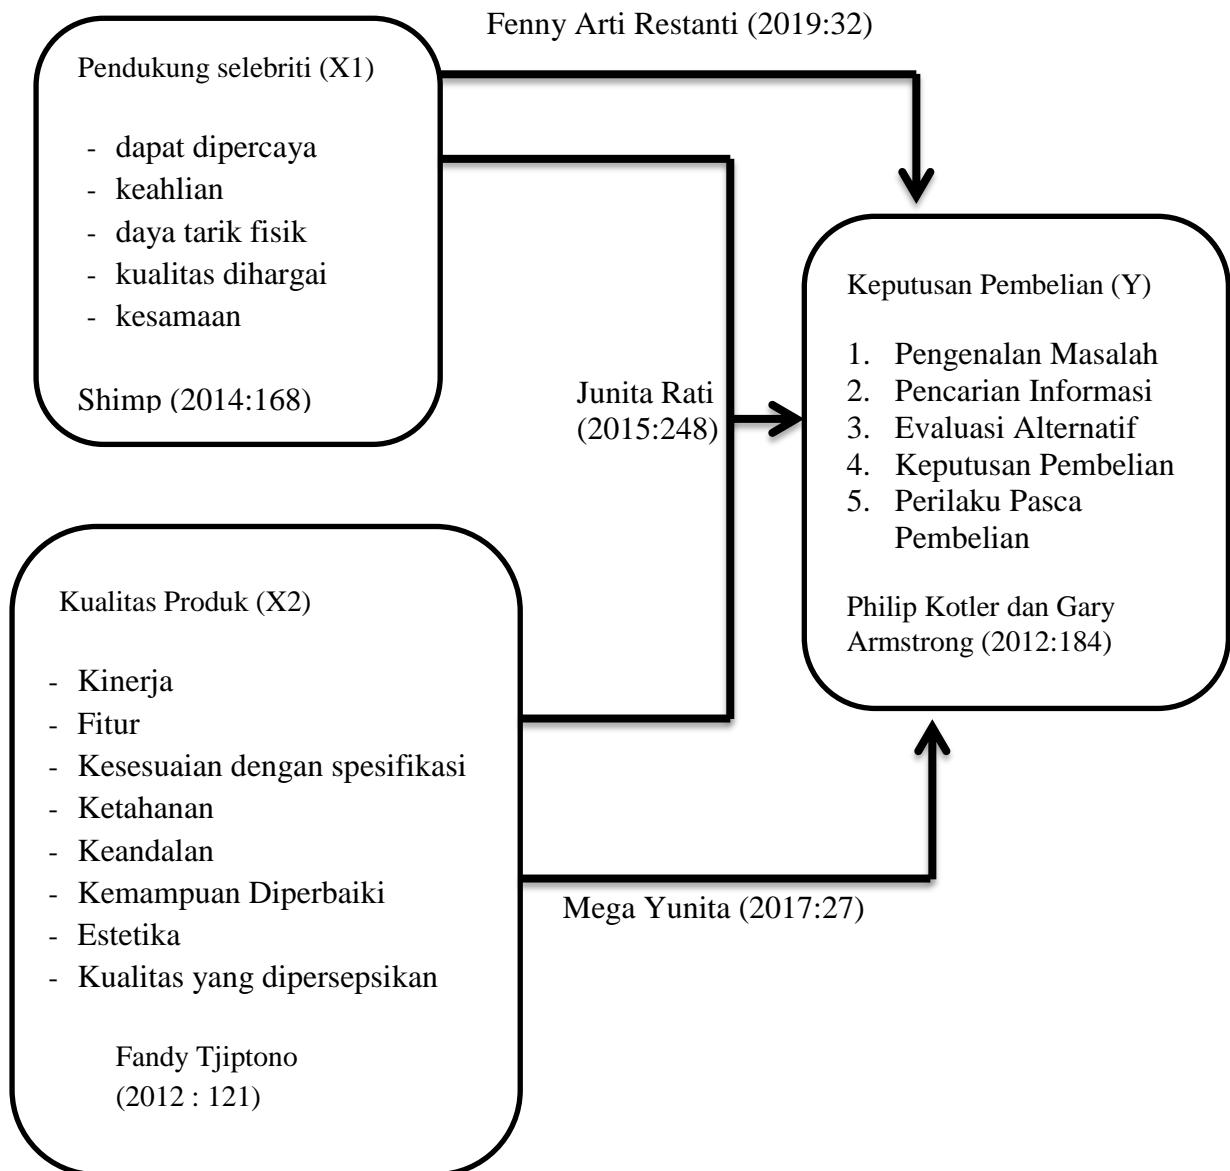 Fenny Arti Restanti (2019:32)
Pendukung selebriti (X1)
- dapat dipercaya
- keahlian
- daya tarik fisik
- kualitas dihargai
- kesamaan
Shimp (2014:168)
Junita Rati
(2015:248)
Keputusan Pembelian (Y)
1. Pengenalan Masalah
2. Pencarian Informasi
3. Evaluasi Alternatif
4. Keputusan Pembelian
5. Perilaku Pasca
Pembelian
Philip Kotler dan Gary
Armstrong (2012:184)
Kualitas Produk (X2)
- Kinerja
- Fitur
- Kesesuaian dengan spesifikasi
- Ketahanan
- Keandalan
- Kemampuan Diperbaiki
- Estetika
- Kualitas yang dipersepsikan
Fandy Tjiptono
(2012 : 121)
Mega Yunita (2017:27)